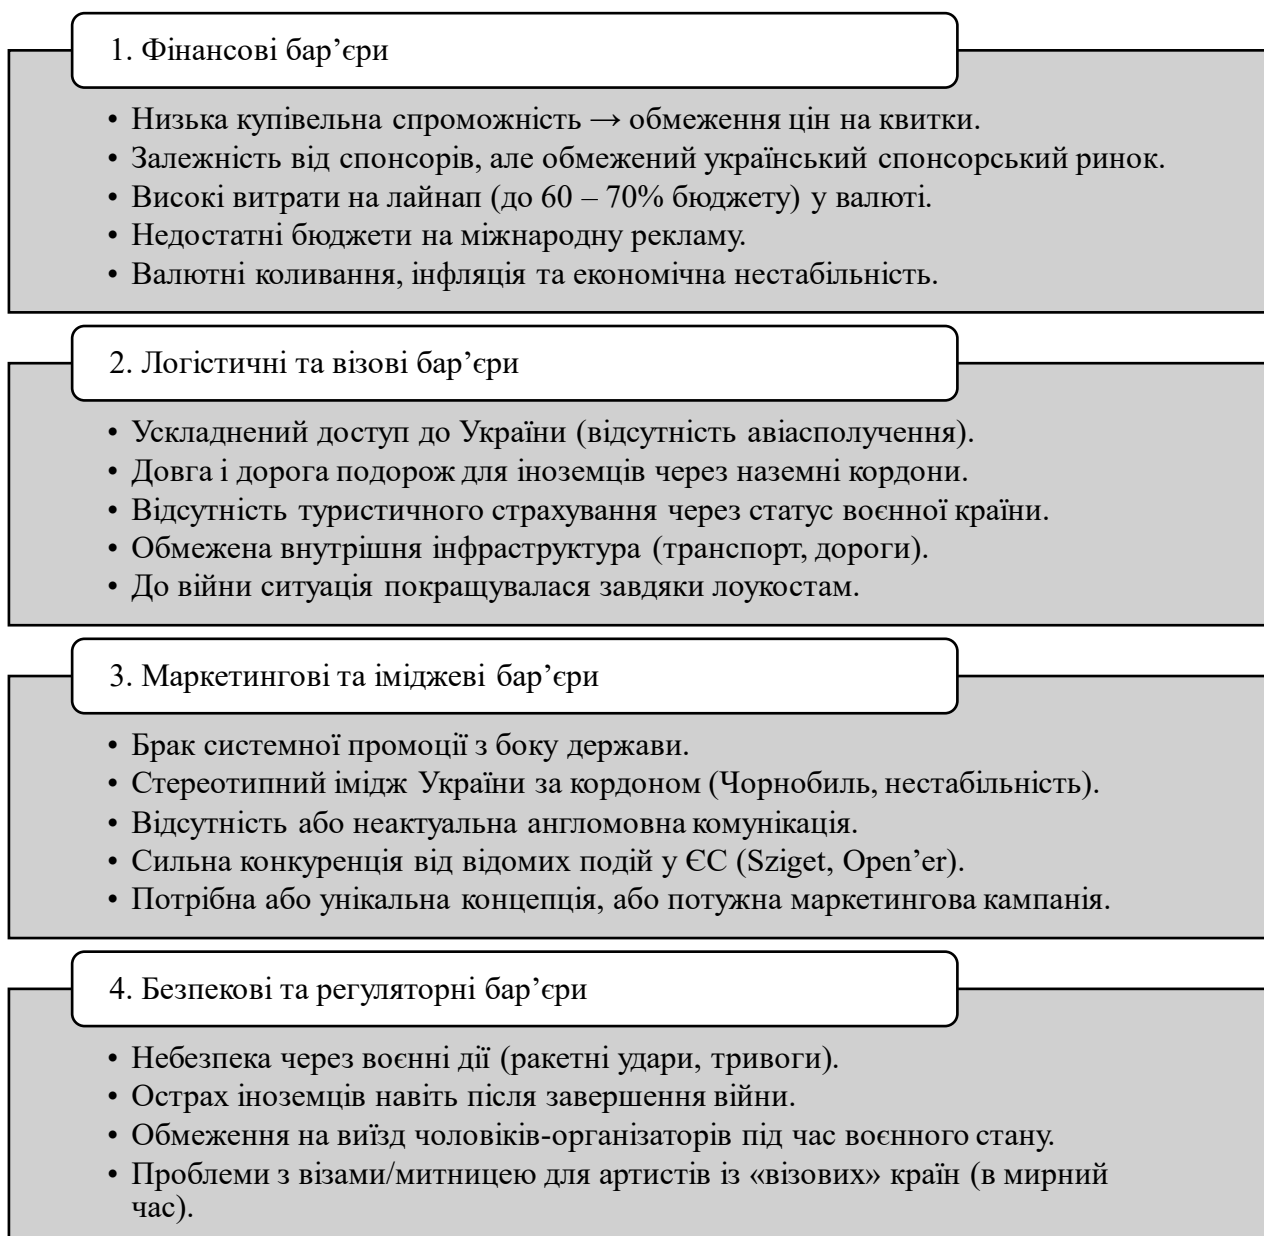 1. Фінансові бар’єри
• Низька купівельна спроможність → обмеження цін на квитки.
• Залежність від спонсорів, але обмежений український спонсорський ринок.
• Високі витрати на лайнап (до 60 – 70% бюджету) у валюті.
• Недостатні бюджети на міжнародну рекламу.
• Валютні коливання, інфляція та економічна нестабільність.
2. Логістичні та візові бар’єри
• Ускладнений доступ до України (відсутність авіасполучення).
• Довга і дорога подорож для іноземців через наземні кордони.
• Відсутність туристичного страхування через статус воєнної країни.
• Обмежена внутрішня інфраструктура (транспорт, дороги).
• До війни ситуація покращувалася завдяки лоукостам.
3. Маркетингові та іміджеві бар’єри
• Брак системної промоції з боку держави.
• Стереотипний імідж України за кордоном (Чорнобиль, нестабільність).
• Відсутність або неактуальна англомовна комунікація.
• Сильна конкуренція від відомих подій у ЄС (Sziget, Open’er).
• Потрібна або унікальна концепція, або потужна маркетингова кампанія.
4. Безпекові та регуляторні бар’єри
• Небезпека через воєнні дії (ракетні удари, тривоги).
• Острах іноземців навіть після завершення війни.
• Обмеження на виїзд чоловіків-організаторів під час воєнного стану.
• Проблеми з візами/митницею для артистів із «візових» країн (в мирний
час).